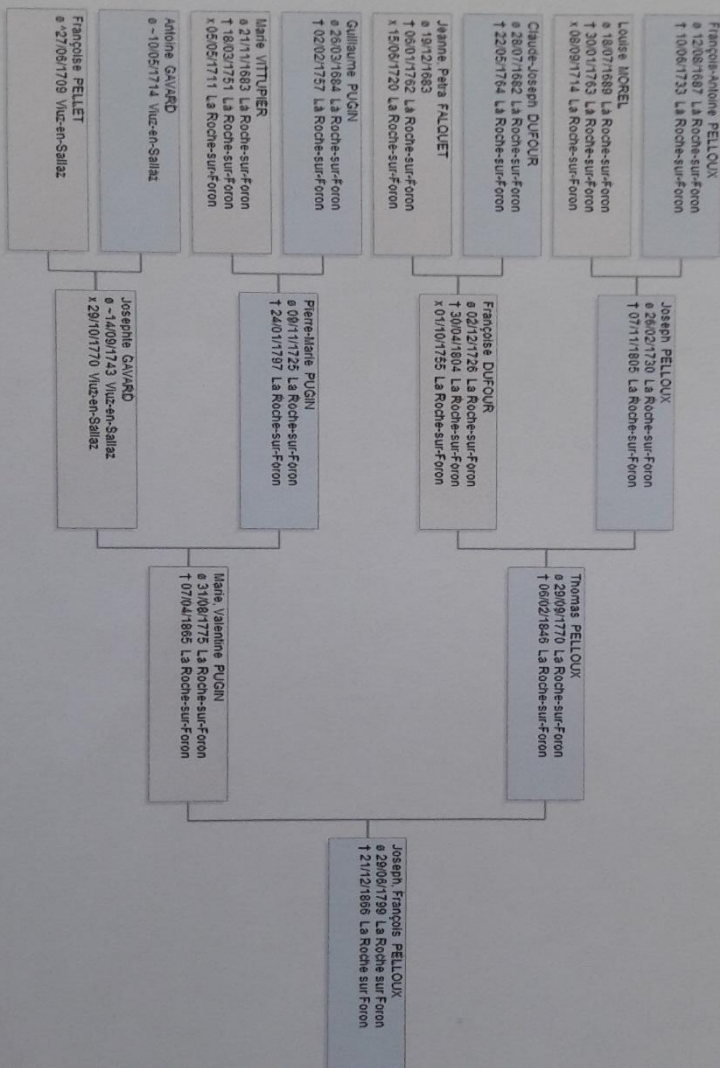 François-Antoine PELLOUX
ø 12/08/1687 La Roche-sur-Foron
† 10/06/1733 La Roche-sur-Foron
Louise MOREL
ø 18/07/1689 La Roche-sur-Foron
† 30/01/1763 La Roche-sur-Foron
x 08/09/1714 La Roche-sur-Foron
Claude-Joseph DUFOUR
ø 28/07/1682 La Roche-sur-Foron
† 22/05/1764 La Roche-sur-Foron
Jeanne, Petra FALQUET
ø 19/12/1683
† 06/01/1762 La Roche-sur-Foron
x 15/06/1720 La Roche-sur-Foron
Guillaume PUGIN
ø 26/03/1684 La Roche-sur-Foron
† 02/02/1757 La Roche-sur-Foron
Marie VITTUPIER
ø 21/11/1683 La Roche-sur-Foron
† 18/03/1751 La Roche-sur-Foron
x 05/05/1711 La Roche-sur-Foron
Antoine GAVARD
ø ~10/05/1714 Viuz-en-Sallaz
Françoise PELLET
ø ^27/06/1709 Viuz-en-Sallaz
Joseph PELLOUX
ø 26/02/1730 La Roche-sur-Foron
† 07/11/1805 La Roche-sur-Foron
Françoise DUFOUR
ø 02/12/1726 La Roche-sur-Foron
† 30/04/1804 La Roche-sur-Foron
x 01/10/1755 La Roche-sur-Foron
Pierre-Marie PUGIN
ø 09/11/1725 La Roche-sur-Foron
† 24/01/1797 La Roche-sur-Foron
Josephte GAVARD
ø ~14/09/1743 Viuz-en-Sallaz
x 29/10/1770 Viuz-en-Sallaz
Thomas PELLOUX
ø 29/09/1770 La Roche-sur-Foron
† 06/02/1846 La Roche-sur-Foron
Marie, Valentine PUGIN
ø 31/08/1775 La Roche-sur-Foron
† 07/04/1865 La Roche-sur-Foron
Joseph, François PELLOUX
ø 29/06/1799 La Roche sur Foron
† 21/12/1866 La Roche sur Foron